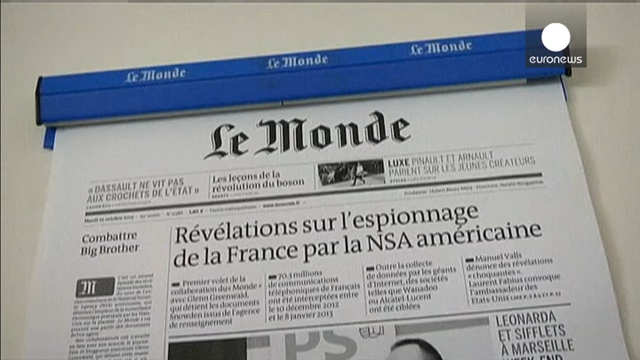 euronews
Le Monde Le Monde Le Monde
Le Monde
« DASSAULT NE VIT PAS
AUX CROCHETS DE L'ÉTAT »
Les leçons de la
révolution du boson
LUXE PINAULT ET ARNAULT
PARIENT SUR LES JEUNES CRÉATEURS
Combattre
Big Brother
Révélations sur l'espionnage
de la France par la NSA américaine
Premier volet de la
collaboration du « Monde »
avec Glenn Greenwald,
qui détient les documents
Snowden issus de l'agence
de renseignement
70,3 millions
de communications
téléphoniques de Français
ont été interceptées entre
le 10 décembre 2012
et le 8 janvier 2013
Outre la collecte
de données par les géants
d'Internet, des sociétés
telles que Wanadoo
ou Alcatel-Lucent
ont été ciblées
Manuel Valls
dénonce des révélations
« choquantes ».
Laurent Fabius convoque
l'ambassadeur des
États-Unis
LEONARDA
ET SIFFLETS
À MARSEILLE
PS